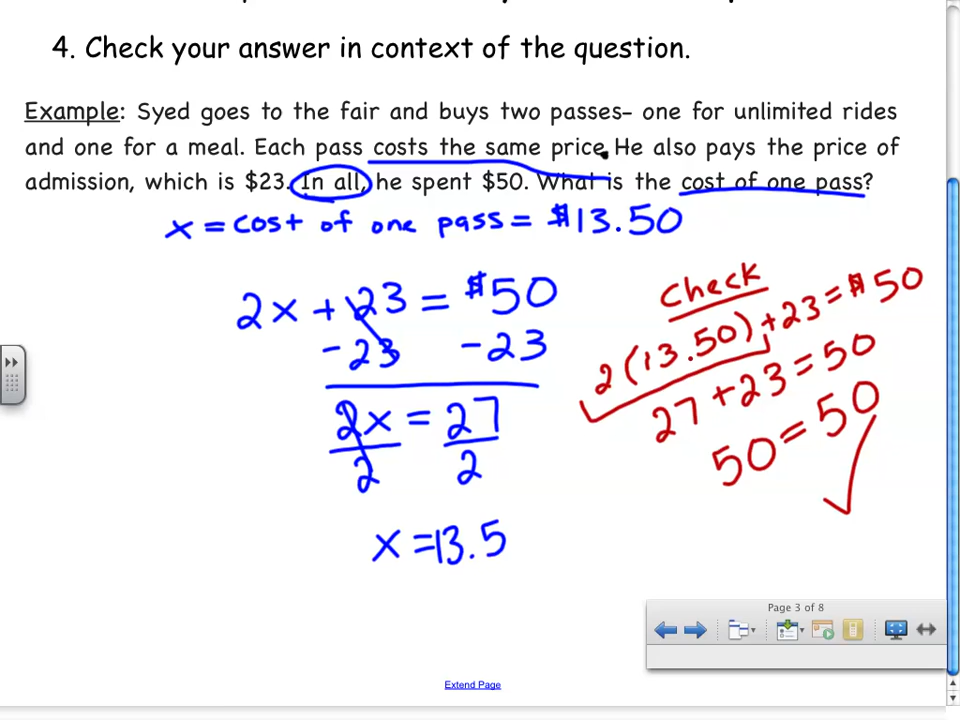 4. Check your answer in context of the question.
Example: Syed goes to the fair and buys two passes- one for unlimited rides
and one for a meal. Each pass costs the same price. He also pays the price of
admission, which is $23. In all, he spent $50. What is the cost of one pass?
x = cost of one pass = $13.50
2x + 23 = $50
-23 -23
2x = 27
2 2
x = 13.5
Check
2(13.50) + 23 = $50
27 + 23 = 50
50 = 50 ✓
Page 3 of 8
Extend Page